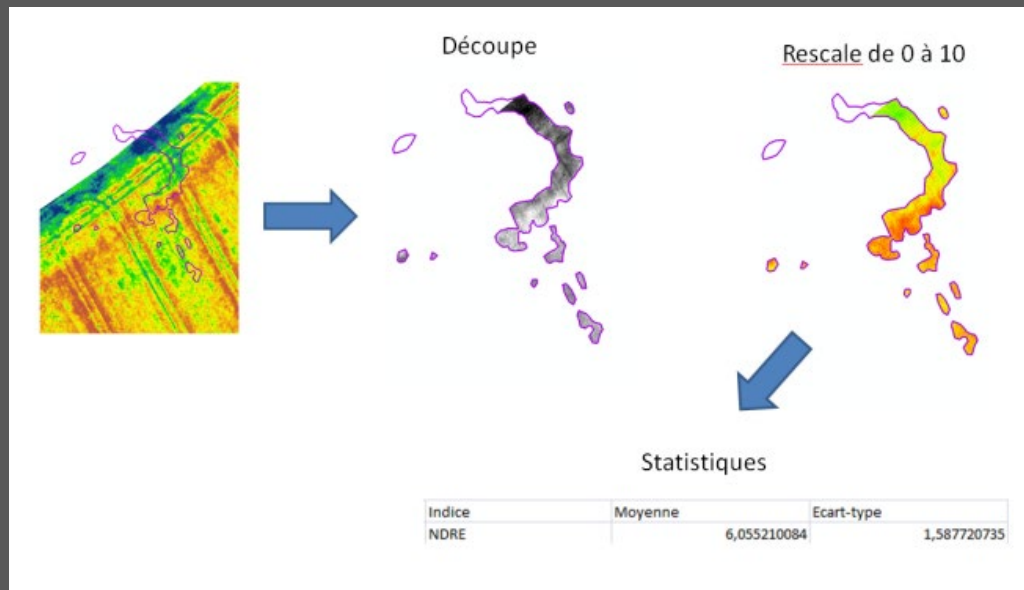 Découpe
Rescale de 0 à 10
Statistiques
Indice Moyenne Ecart-type
NDRE 6,055210084 1,587720735